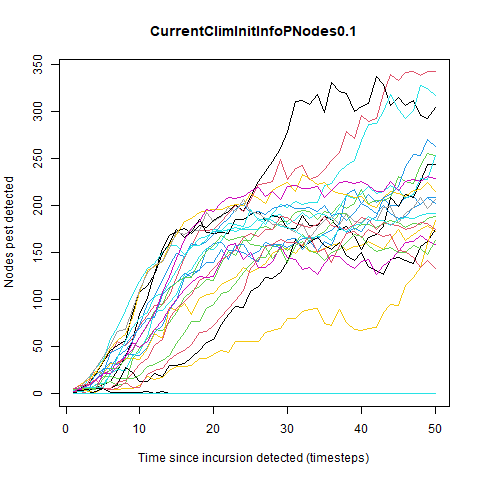 CurrentClimInitInfoPNodes0.1
Nodes pest detected
350
300
250
200
150
100
50
0
0 10 20 30 40 50
Time since incursion detected (timesteps)